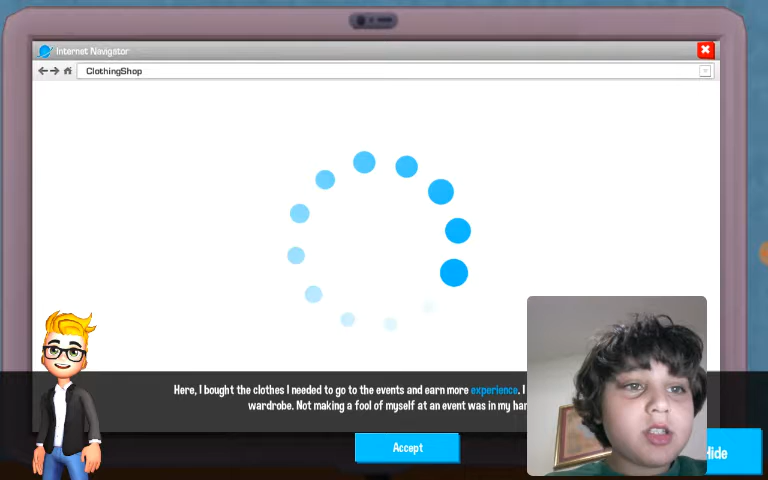 Internet Navigator
ClothingShop
Here, I bought the clothes I needed to go to the events and earn more experience. I
wardrobe. Not making a fool of myself at an event was in my
Accept
Hide